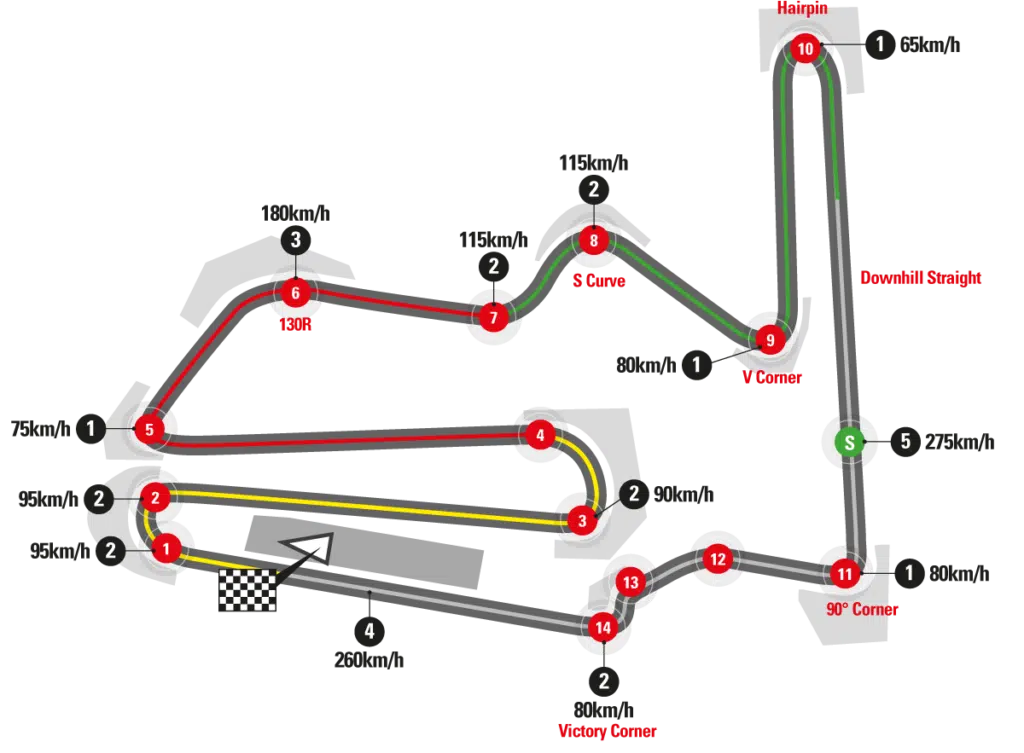 Hairpin
10
1 65km/h
115km/h
2
8
S Curve
180km/h
3
6
130R
115km/h
2
7
Downhill Straight
9
80km/h 1
V Corner
75km/h 1
5
4
S
5 275km/h
95km/h 2
2
2 90km/h
3
95km/h 2
1
12
13
11
1 80km/h
90° Corner
14
4
260km/h
2
80km/h
Victory Corner